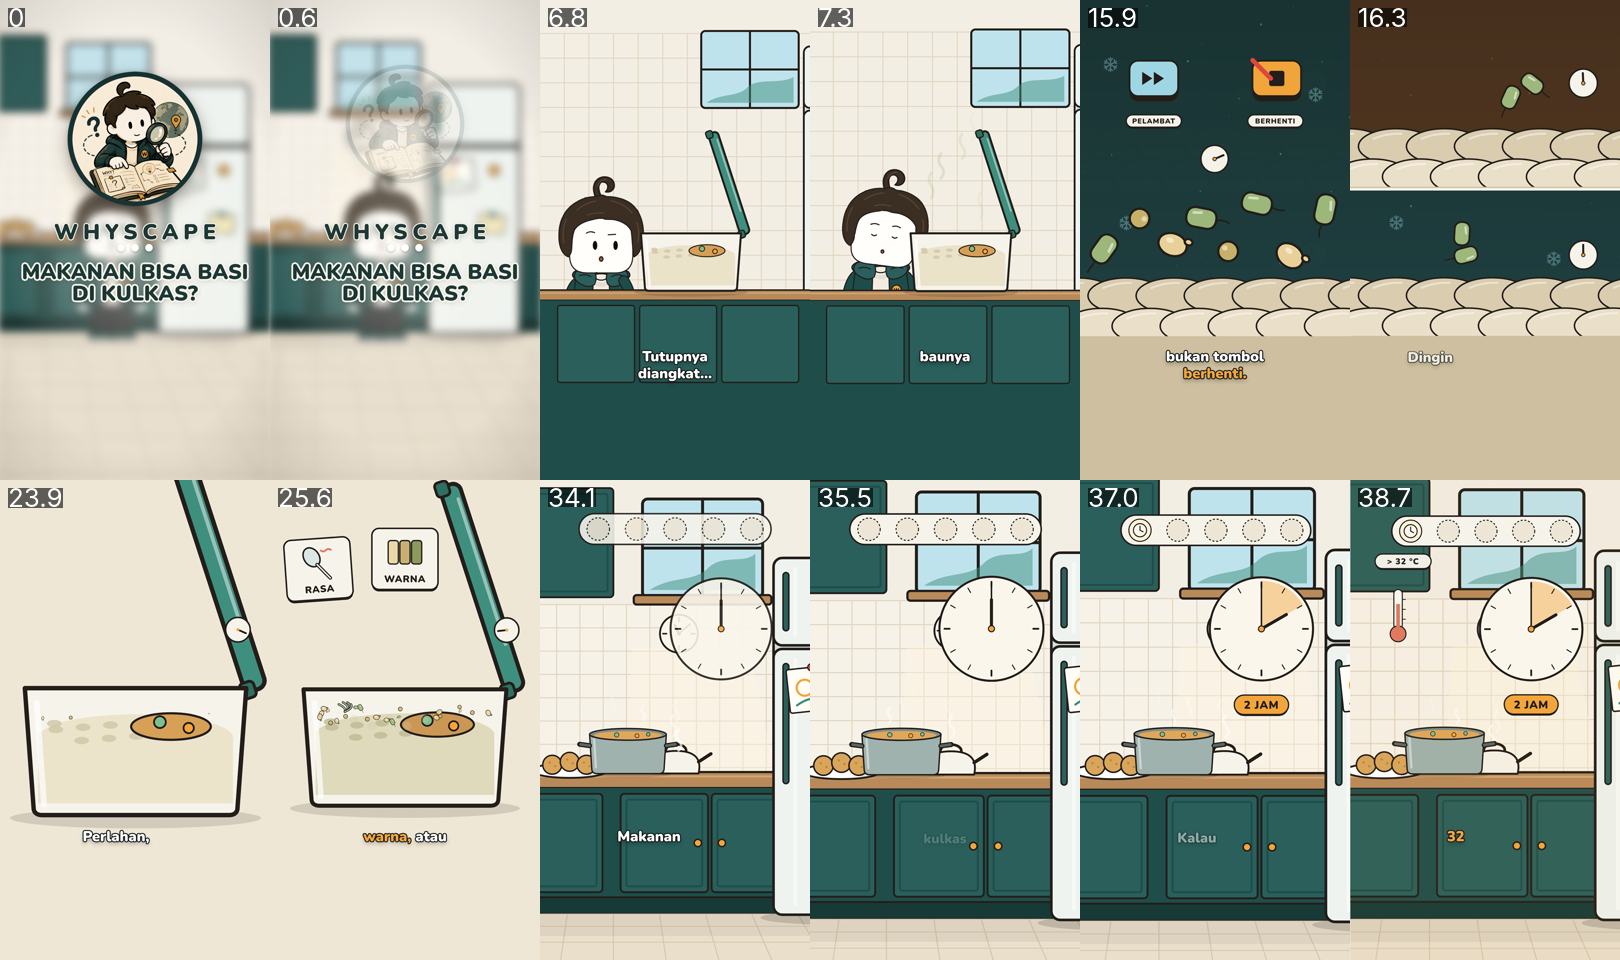 0
WHYSCAPE
MAKANAN BISA BASI
DI KULKAS?
0.6
WHYSCAPE
MAKANAN BISA BASI
DI KULKAS?
6.8
Tutupnya
diangkat...
7.3
baunya
15.9
PELAMBAT
BERHENTI
bukan tombol
berhenti.
16.3
Dingin
23.9
Perlahan,
25.6
RASA
WARNA
warna, atau
34.1
Makanan
35.5
kulkas
37.0
2 JAM
Kalau
38.7
> 32 °C
2 JAM
32